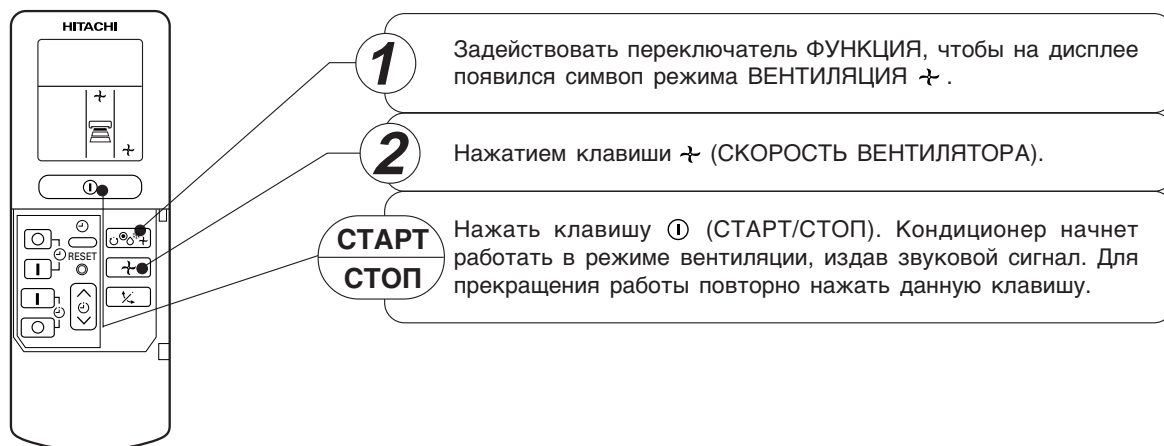 HITACHI
RESET
1
Задействовать переключатель ФУНКЦИЯ, чтобы на дисплее
появился симвоп режима ВЕНТИЛЯЦИЯ .
2
Нажатием клавиши (СКОРОСТЬ ВЕНТИЛЯТОРА).
СТАРТ
СТОП
Нажать клавишу (СТАРТ/СТОП). Кондиционер начнет
работать в режиме вентиляции, издав звуковой сигнал. Для
прекращения работы повторно нажать данную клавишу.